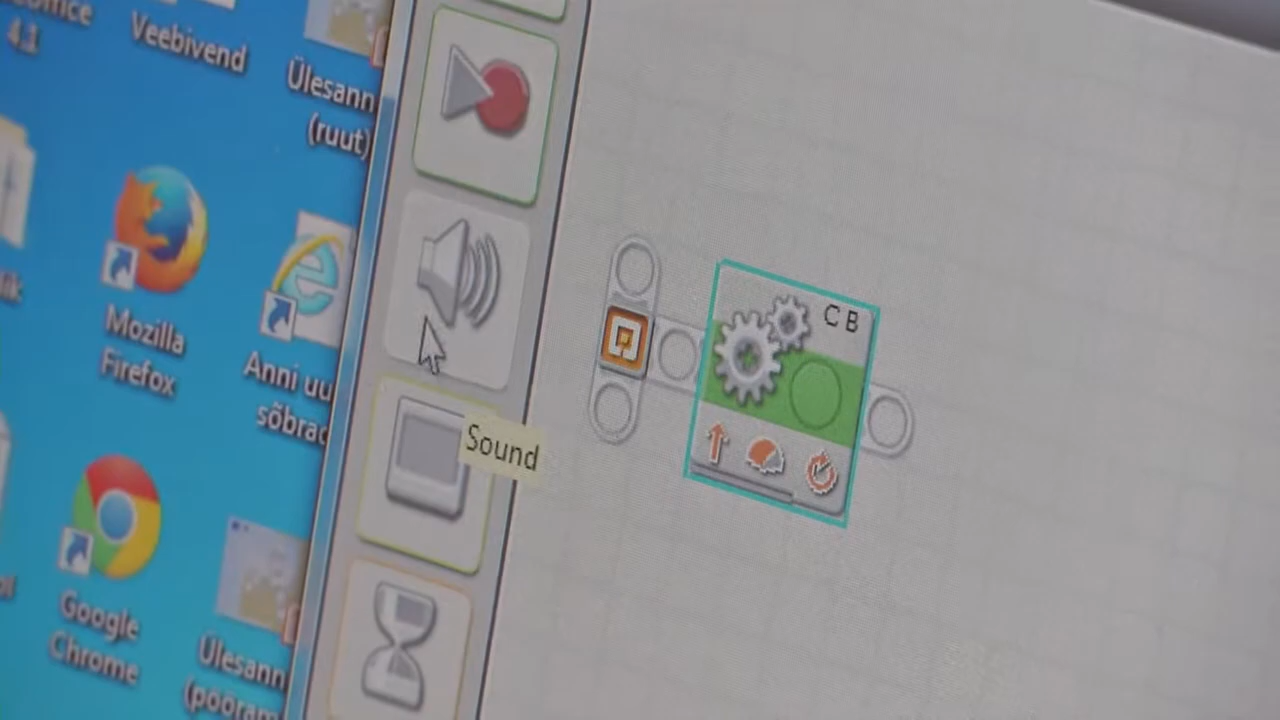 4.1
Veebivend
Ülesann
(ruut)
Mozilla
Firefox
Anni uu
sõbrad
Google
Chrome
Ülesann
(pööram
Sound
C B